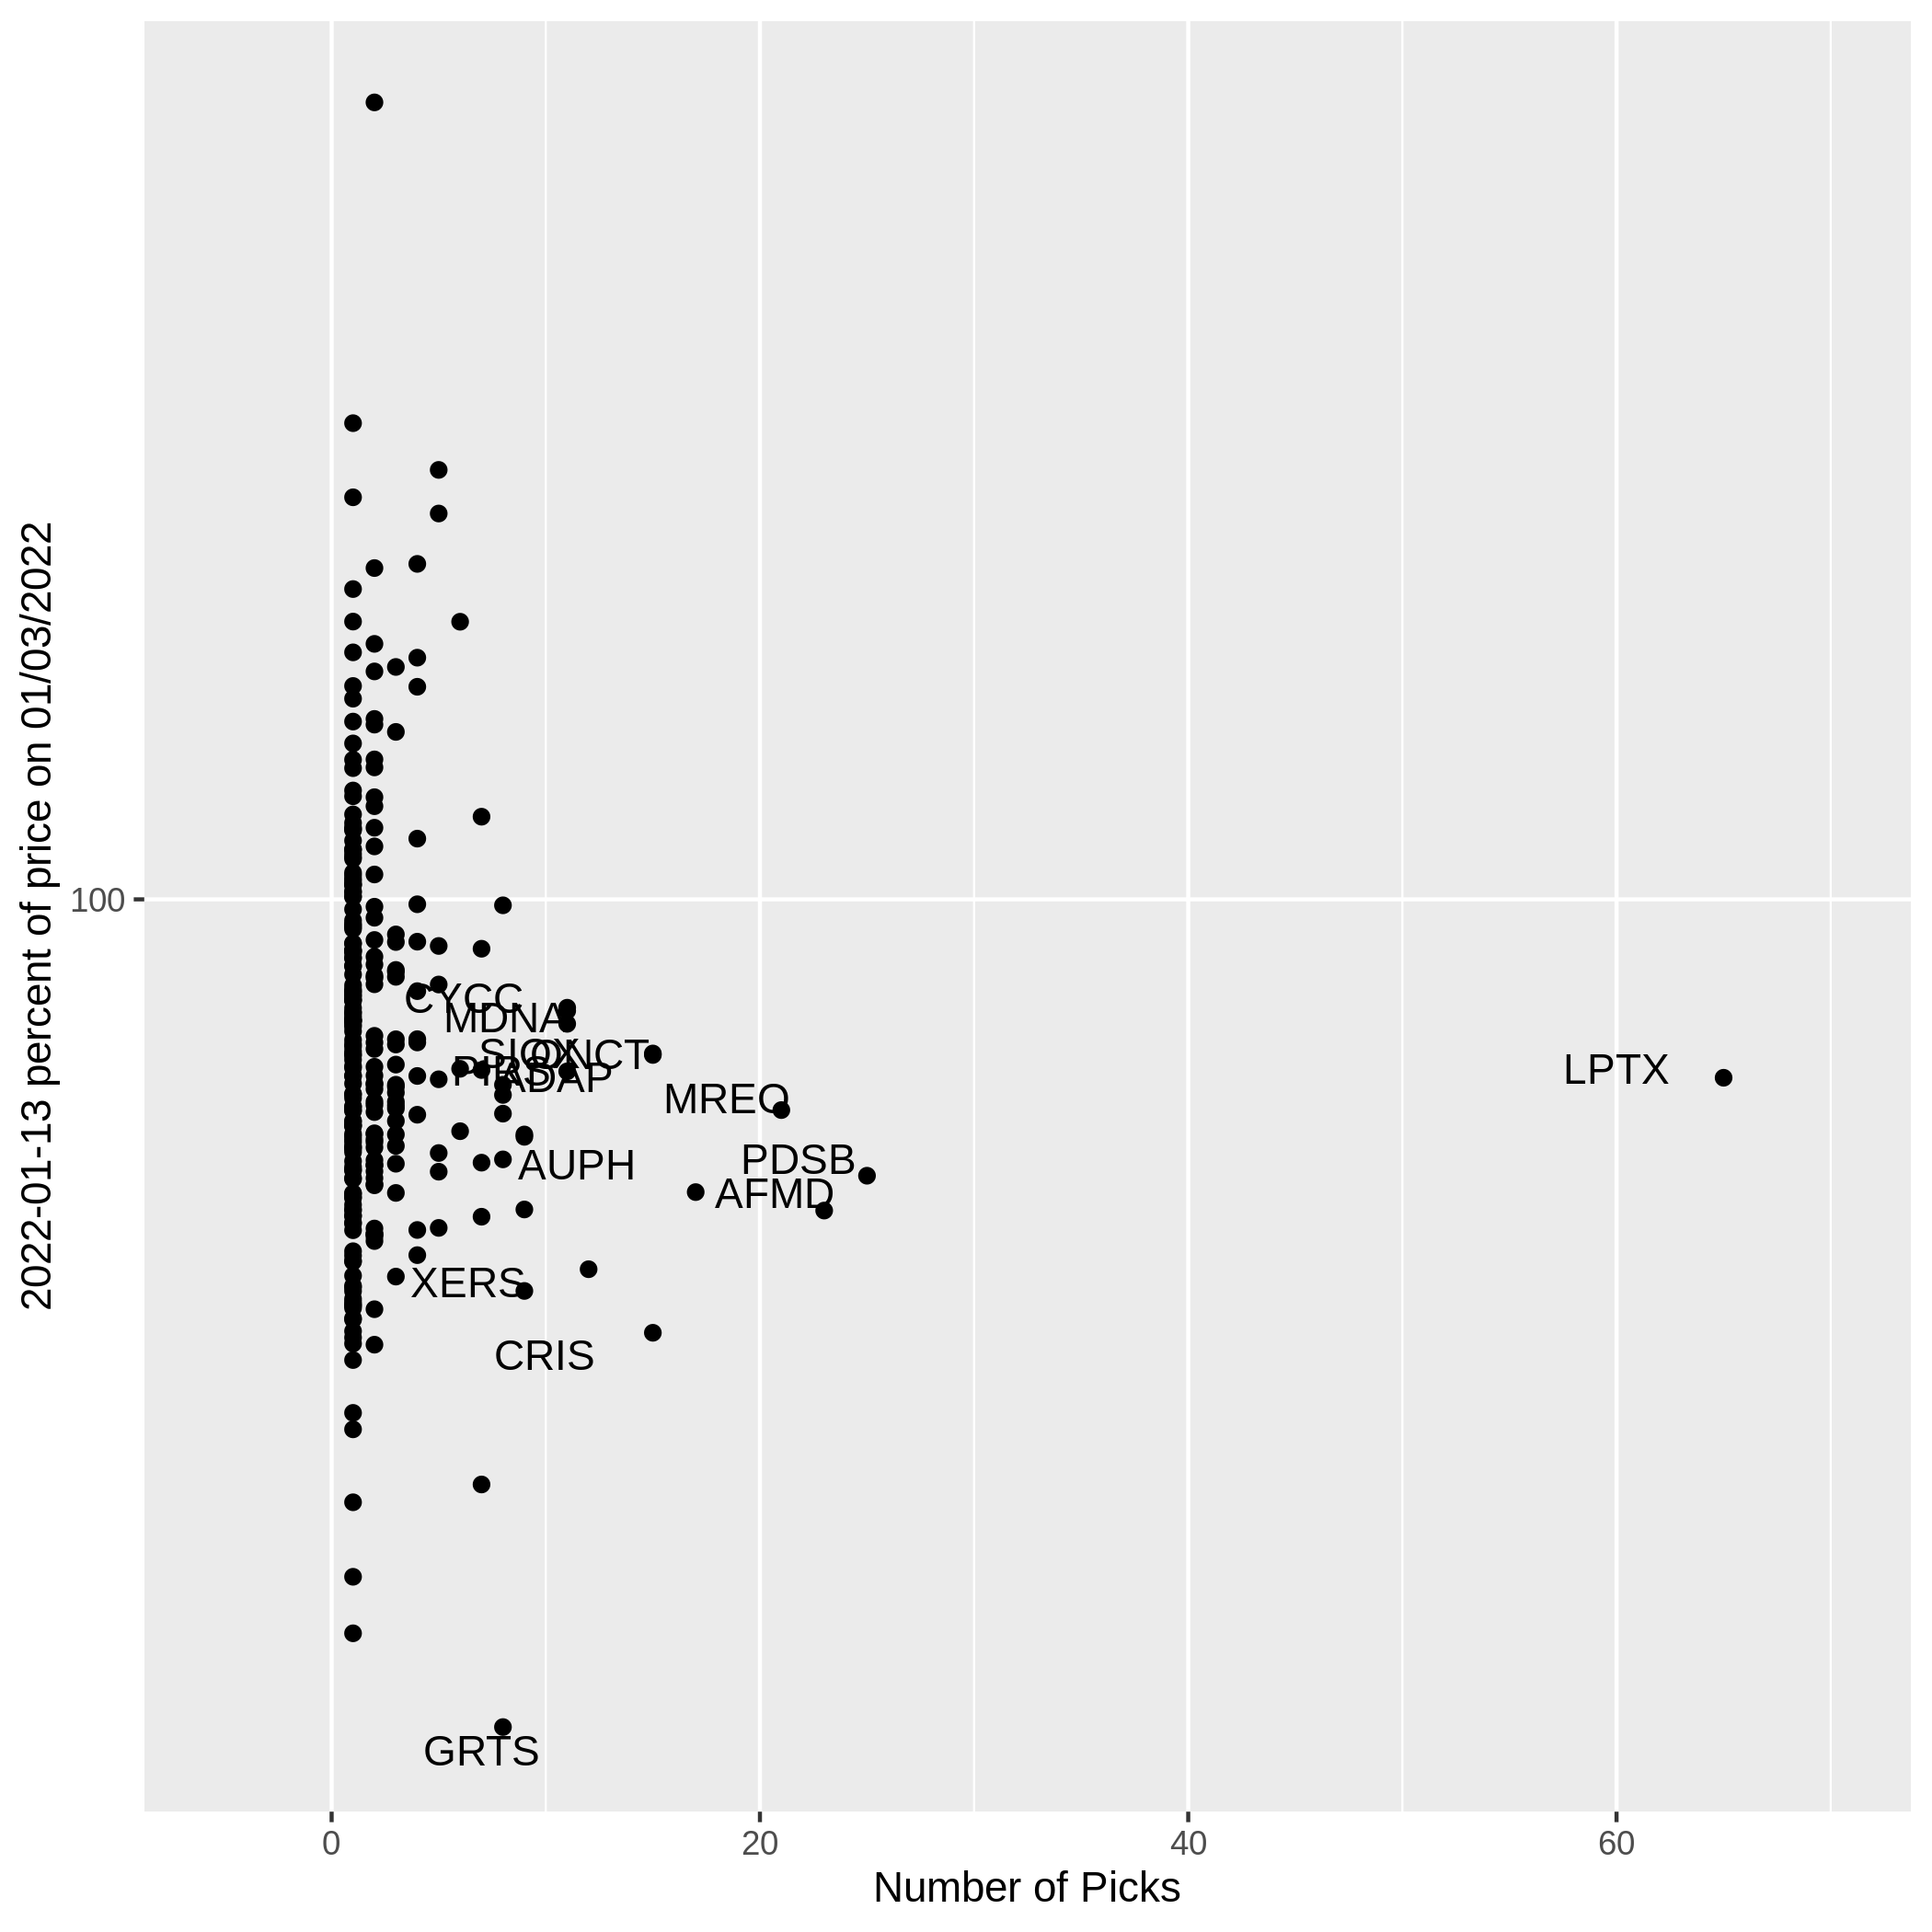 2022-01-13 percent of price on 01/03/2022
100
CYCC
MDNA
SIOX
ONCT
PIRS
ADAP
LPTX
MREO
PDSB
AUPH
AFMD
XERS
CRIS
GRTS
0
20
40
60
Number of Picks